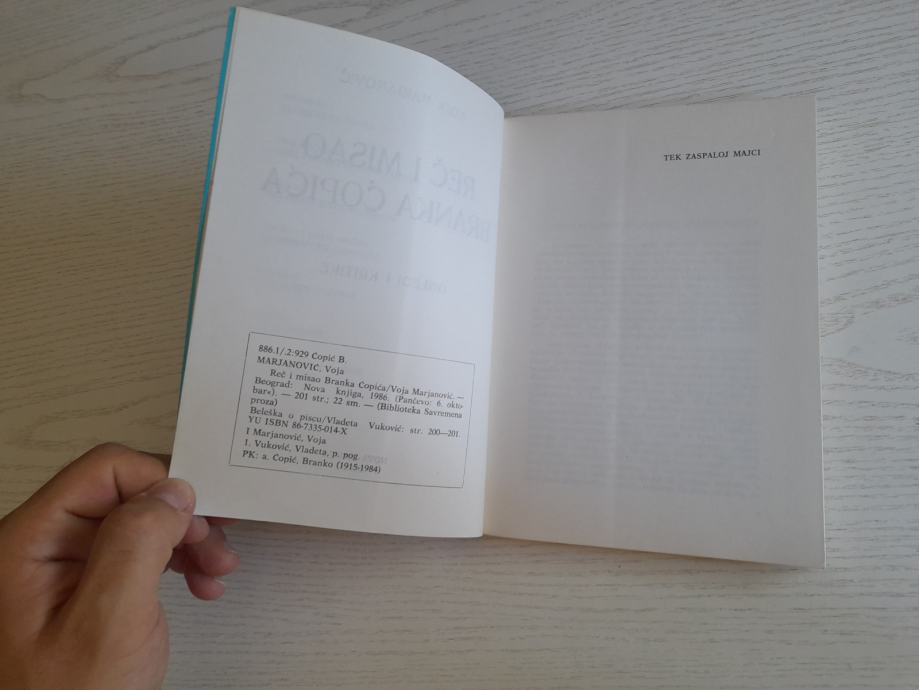 886.1/.2:929 Ćopić B.
MARJANOVIĆ, Voja
Reč i misao Branka Ćopića/Voja Marjanović. —
Beograd: Nova knjiga, 1986. (Pančevo: 6. okto-
bar«). — 201 str.; 22 sm. — (Biblioteka Savremena
proza)
Beleška o piscu/Vladeta Vuković: str. 200—201.
YU ISBN 86-7335-014-X
I Marjanović, Voja
1. Vuković, Vladeta, p. pog.
PK: a. Ćopić, Branko (1915-1984)
TEK ZASPALOJ MAJCI